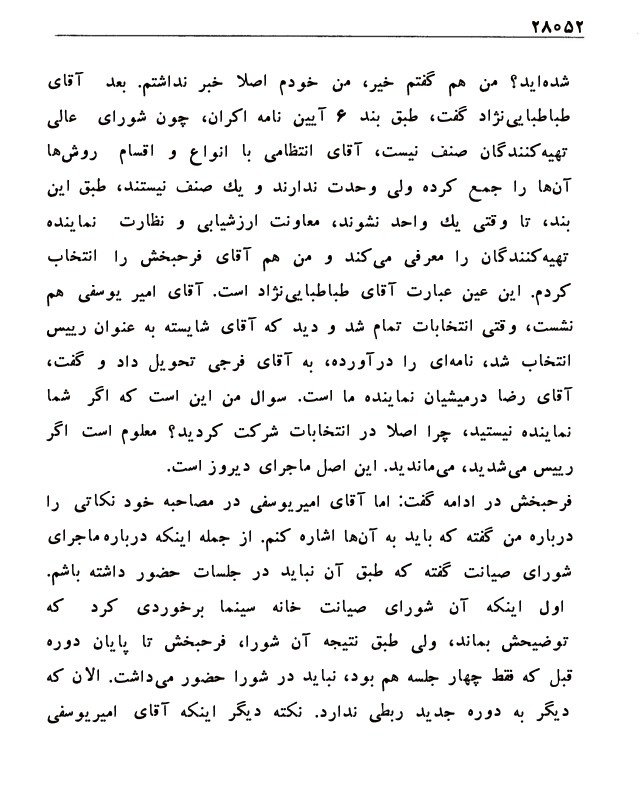 ۲۸۰۵۲
شده‌اید؟ من هم گفتم خیر، من خودم اصلا خبر نداشتم. بعد آقای
طباطبایی‌نژاد گفت، طبق بند ۶ آیین نامه اکران، چون شورای عالی
تهیه‌کنندگان صنف نیست، آقای انتظامی با انواع و اقسام روش‌ها
آن‌ها را جمع کرده ولی وحدت ندارند و یك صنف نیستند، طبق این
بند، تا وقتی یك واحد نشوند، معاونت ارزشیابی و نظارت نماینده
تهیه‌کنندگان را معرفی می‌کند و من هم آقای فرحبخش را انتخاب
کردم. این عین عبارت آقای طباطبایی‌نژاد است. آقای امیر یوسفی هم
نشست، وقتی انتخابات تمام شد و دید که آقای شایسته به عنوان رییس
انتخاب شد، نامه‌ای را درآورده، به آقای فرجی تحویل داد و گفت،
آقای رضا درمیشیان نماینده ما است. سوال من این است که اگر شما
نماینده نیستید، چرا اصلا در انتخابات شرکت کردید؟ معلوم است اگر
رییس می‌شدید، می‌ماندید. این اصل ماجرای دیروز است.
فرحبخش در ادامه گفت: اما آقای امیریوسفی در مصاحبه خود نکاتی را
درباره من گفته که باید به آن‌ها اشاره کنم. از جمله اینکه درباره ماجرای
شورای صیانت گفته که طبق آن نباید در جلسات حضور داشته باشم.
اول اینکه آن شورای صیانت خانه سینما برخوردی کرد که
توضیحش بماند، ولی طبق نتیجه آن شورا، فرحبخش تا پایان دوره
قبل که فقط چهار جلسه هم بود، نباید در شورا حضور می‌داشت. الان که
دیگر به دوره جدید ربطی ندارد. نکته دیگر اینکه آقای امیریوسفی